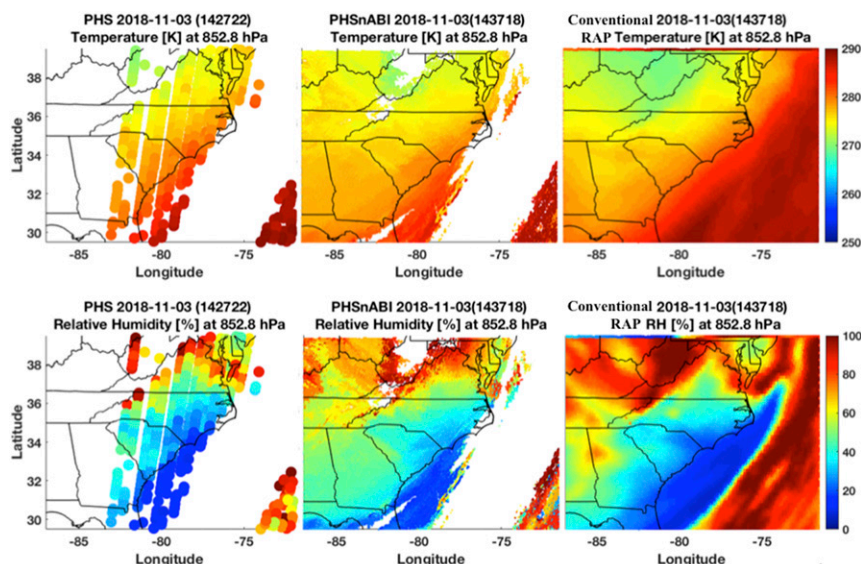 PHS 2018-11-03 (142722)
Temperature [K] at 852.8 hPa
PHSnABI 2018-11-03(143718)
Temperature [K] at 852.8 hPa
Conventional 2018-11-03(143718)
RAP Temperature [K] at 852.8 hPa
Latitude
38
36
34
32
30
-85
-80
-75
Longitude
-85
-80
-75
Longitude
-85
-80
-75
Longitude
290
280
270
260
250
PHS 2018-11-03 (142722)
Relative Humidity [%] at 852.8 hPa
PHSnABI 2018-11-03(143718)
Relative Humidity [%] at 852.8 hPa
Conventional 2018-11-03(143718)
RAP RH [%] at 852.8 hPa
Latitude
38
36
34
32
30
-85
-80
-75
Longitude
-85
-80
-75
Longitude
-85
-80
-75
Longitude
100
80
60
40
20
0